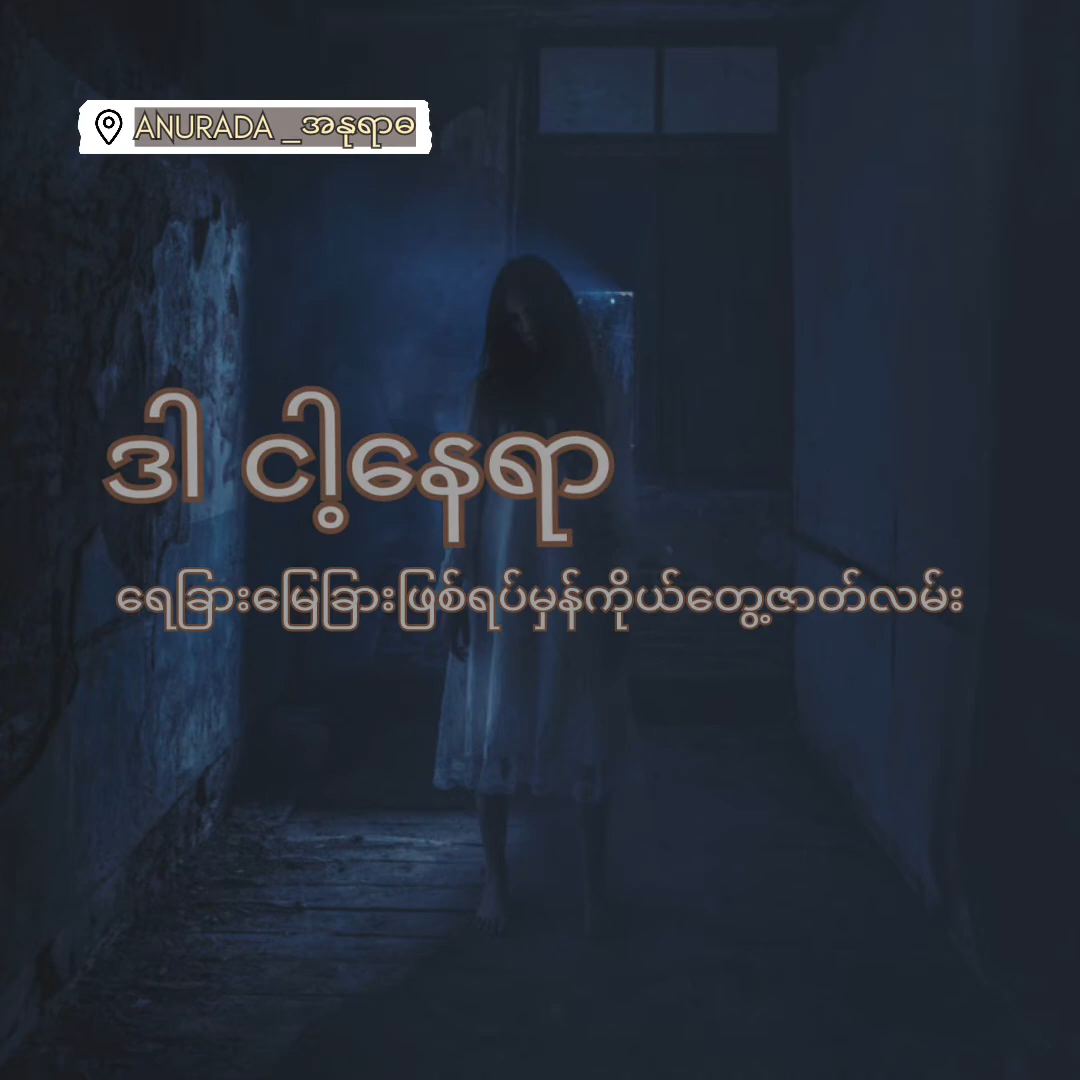 ANURADA _အနုရာဓ
ဒါ ငါ့နေရာ
ရေခြားမြေခြားဖြစ်ရပ်မှန်ကိုယ်တွေ့ဇာတ်လမ်း